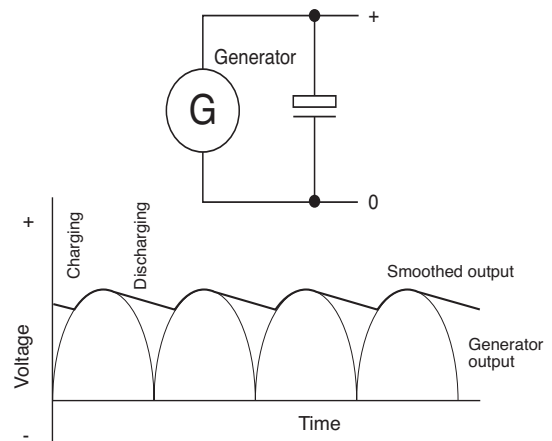 +
Generator
G
0
+
Charging
Discharging
Smoothed output
Voltage
Generator
output
-
Time